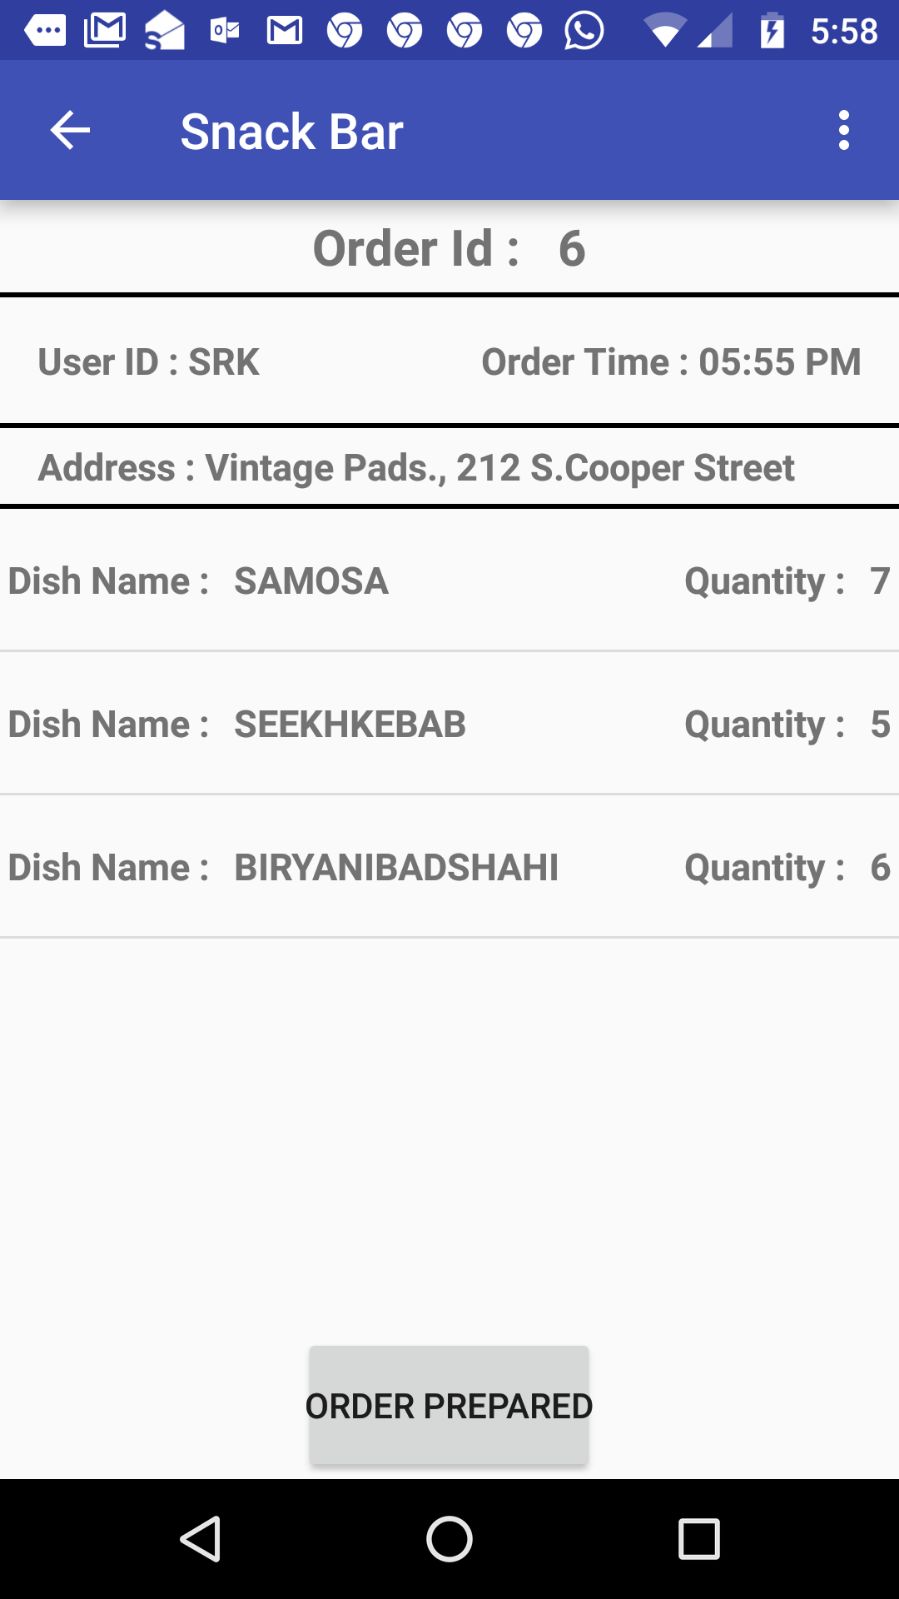 5:58
Snack Bar
Order Id : 6
User ID : SRK Order Time : 05:55 PM
Address : Vintage Pads., 212 S.Cooper Street
Dish Name : SAMOSA Quantity : 7
Dish Name : SEEKHKEBAB Quantity : 5
Dish Name : BIRYANIBADSHAHI Quantity : 6
ORDER PREPARED